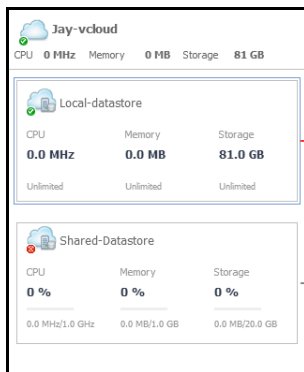 Jay-vcloud
CPU 0 MHz Memory 0 MB Storage 81 GB
Local-datastore
CPU Memory Storage
0.0 MHz 0.0 MB 81.0 GB
Unlimited Unlimited Unlimited
Shared-Datastore
CPU Memory Storage
0 % 0 % 0 %
0.0 MHz/1.0 GHz 0.0 MB/1.0 GB 0.0 MB/20.0 GB